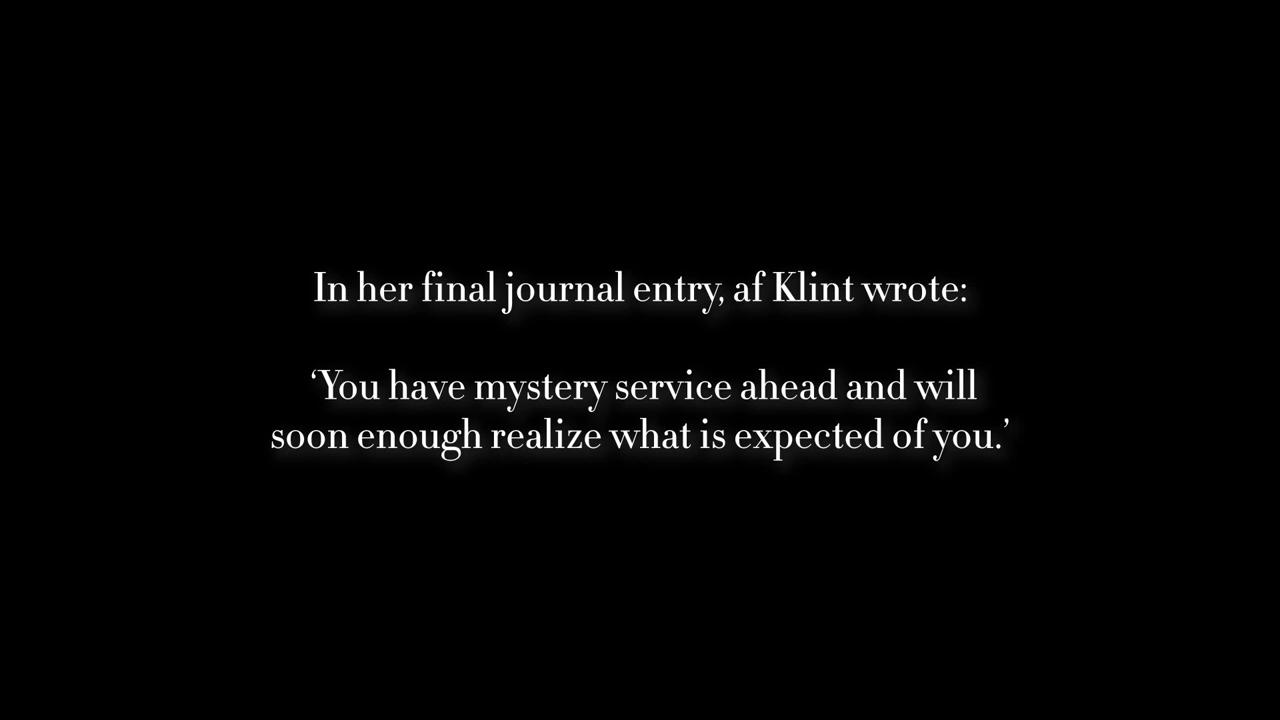 In her final journal entry, af Klint wrote:
‘You have mystery service ahead and will
soon enough realize what is expected of you.’